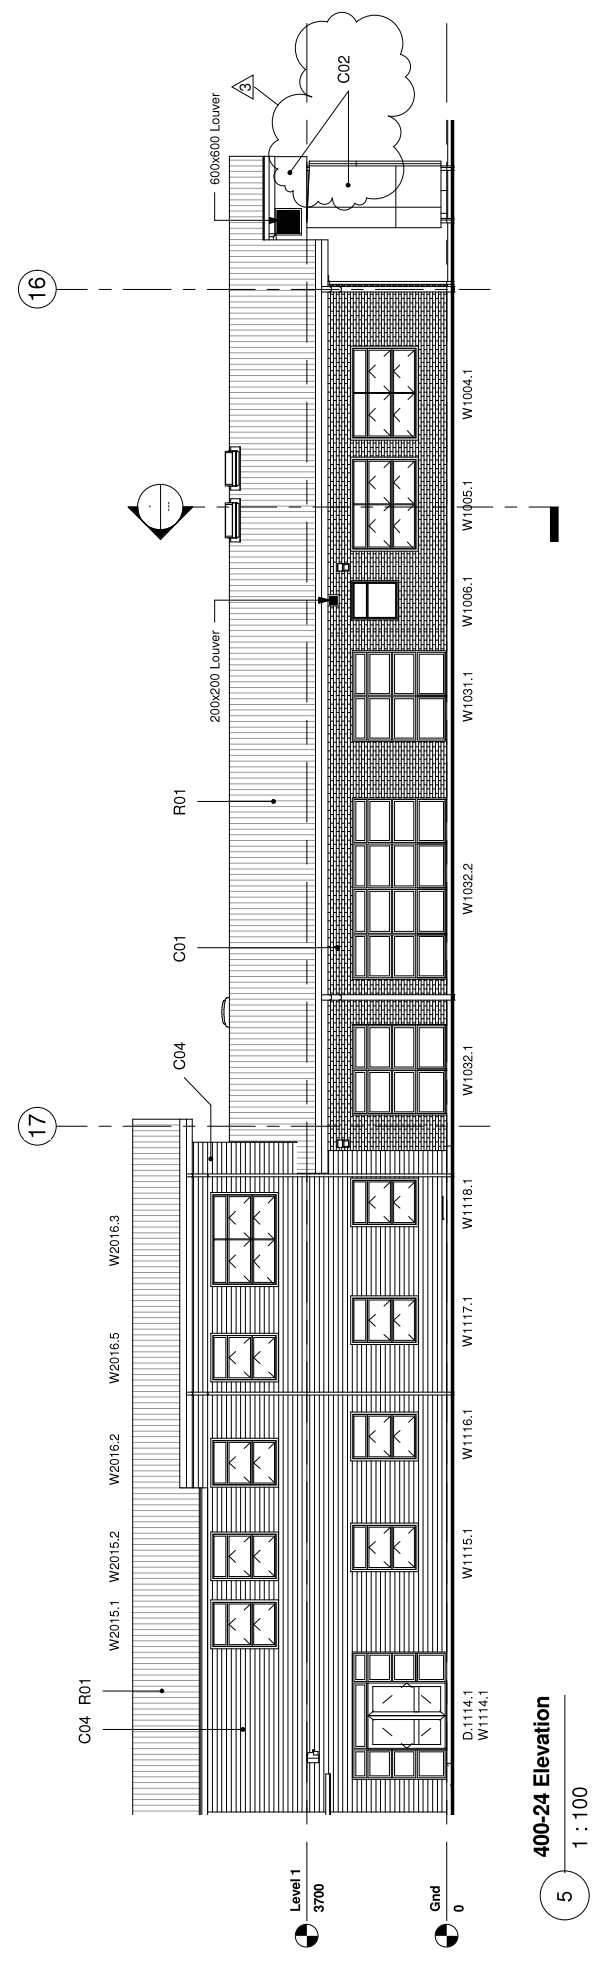 C04
R01
W2015.1
W2015.2
W2016.2
W2016.5
W2016.3
17
C04
C01
R01
200x200 Louver
16
600x600 Louver
3
C02
Level 1
3700
Gnd
0
D.1114.1
W1114.1
W1115.1
W1116.1
W1117.1
W1118.1
W1032.1
W1032.2
W1031.1
W1006.1
W1005.1
W1004.1
5
400-24 Elevation
1 : 100